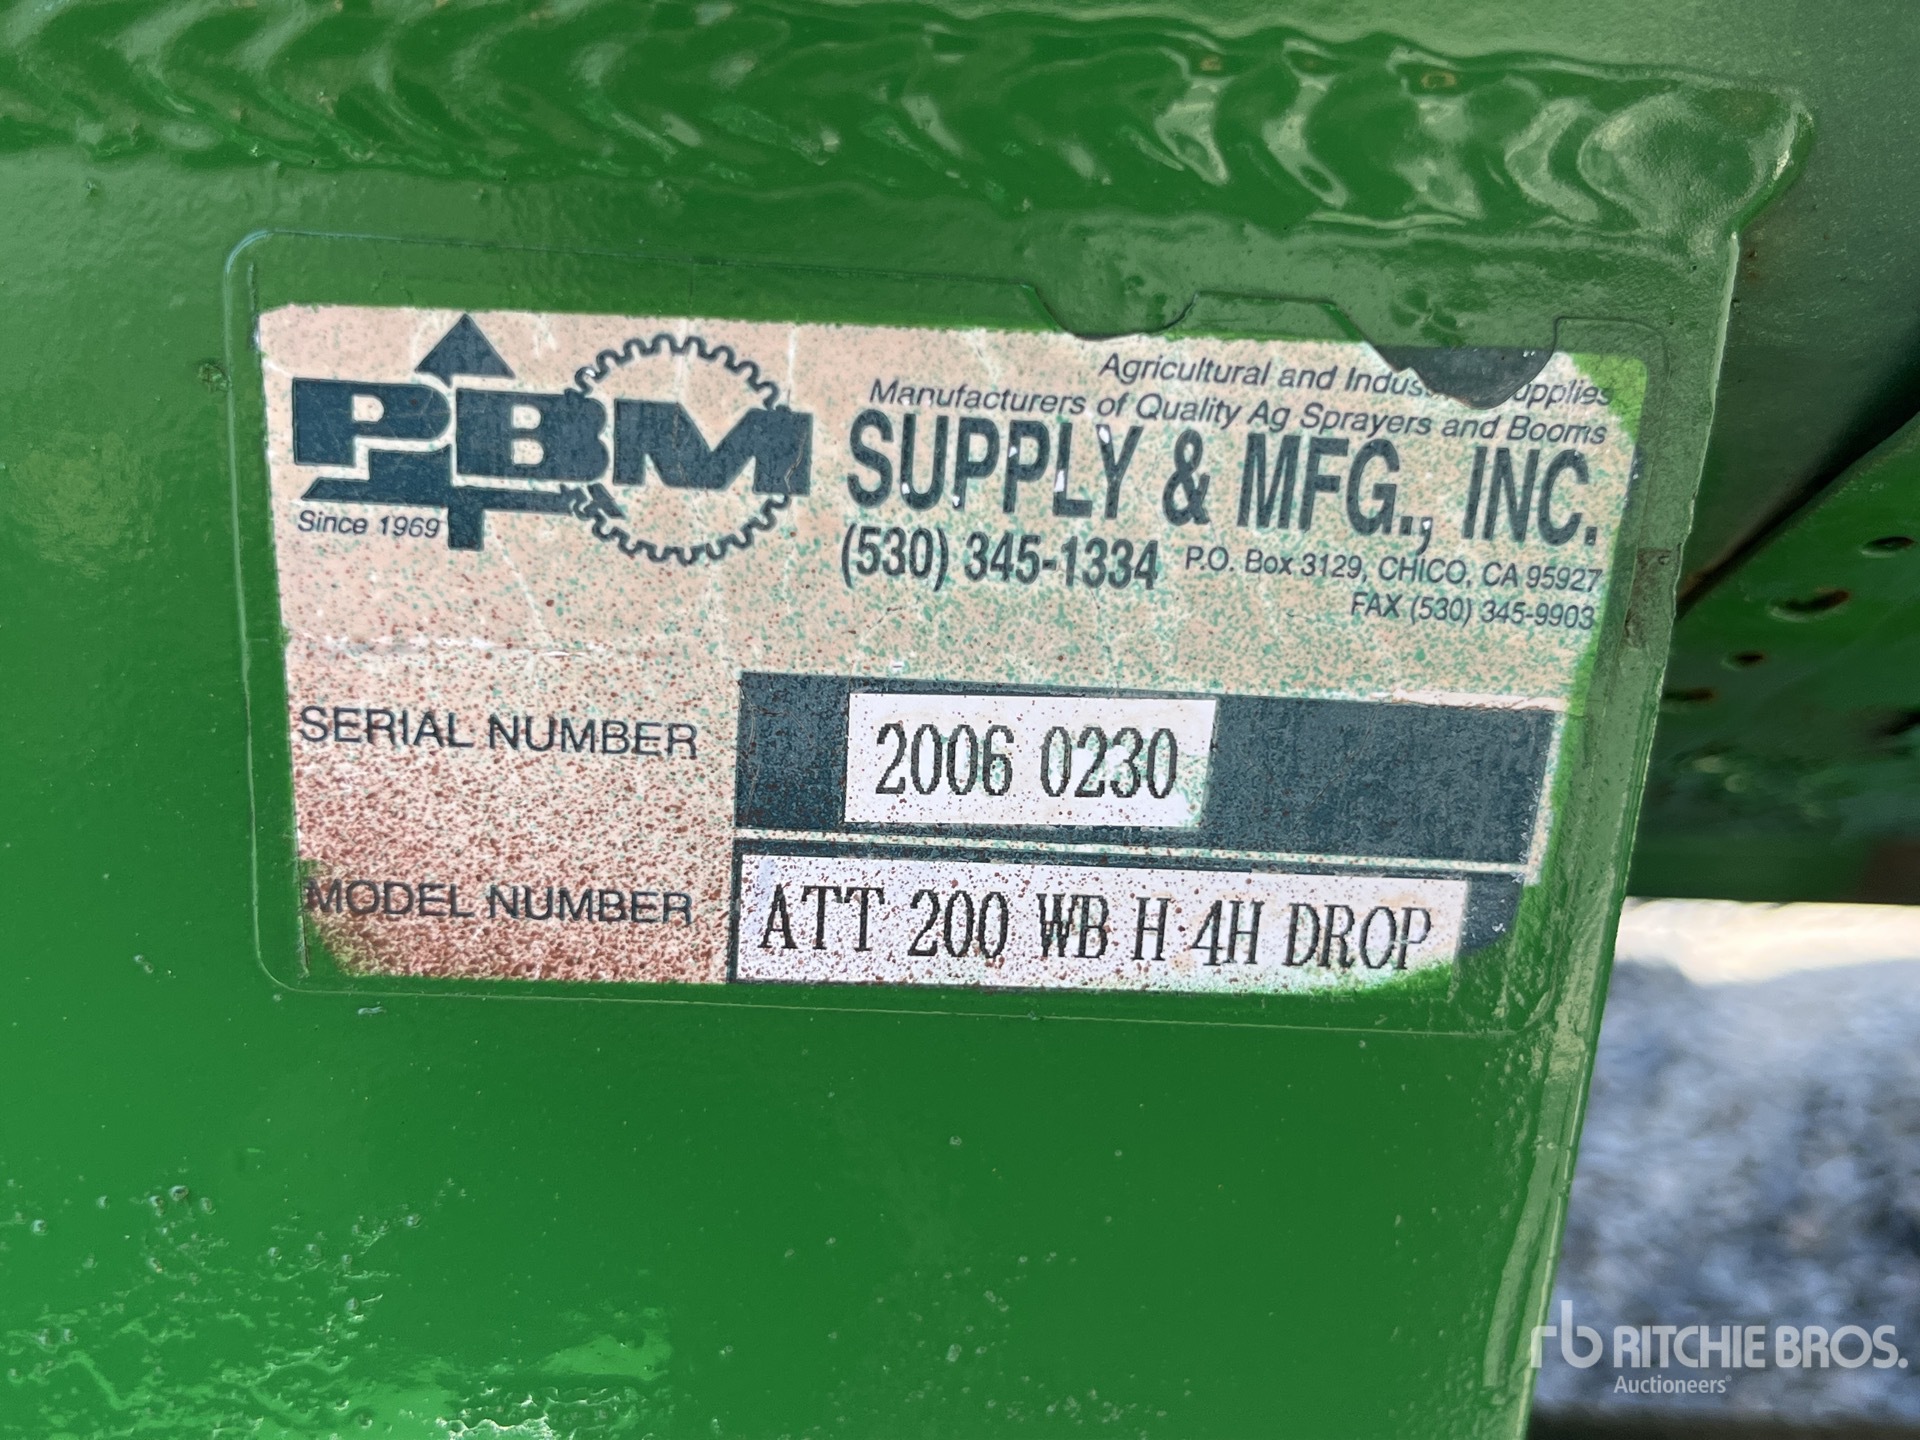 PBM
Since 1969
Agricultural and Indus upplies
Manufacturers of Quality Ag Sprayers and Booms
SUPPLY & MFG., INC.
(530) 345-1334 P.O. Box 3129, CHICO, CA 95927
FAX (530) 345-9903
SERIAL NUMBER 2006 0230
MODEL NUMBER ATT 200 WB H 4H DROP
rb RITCHIE BROS.
Auctioneers